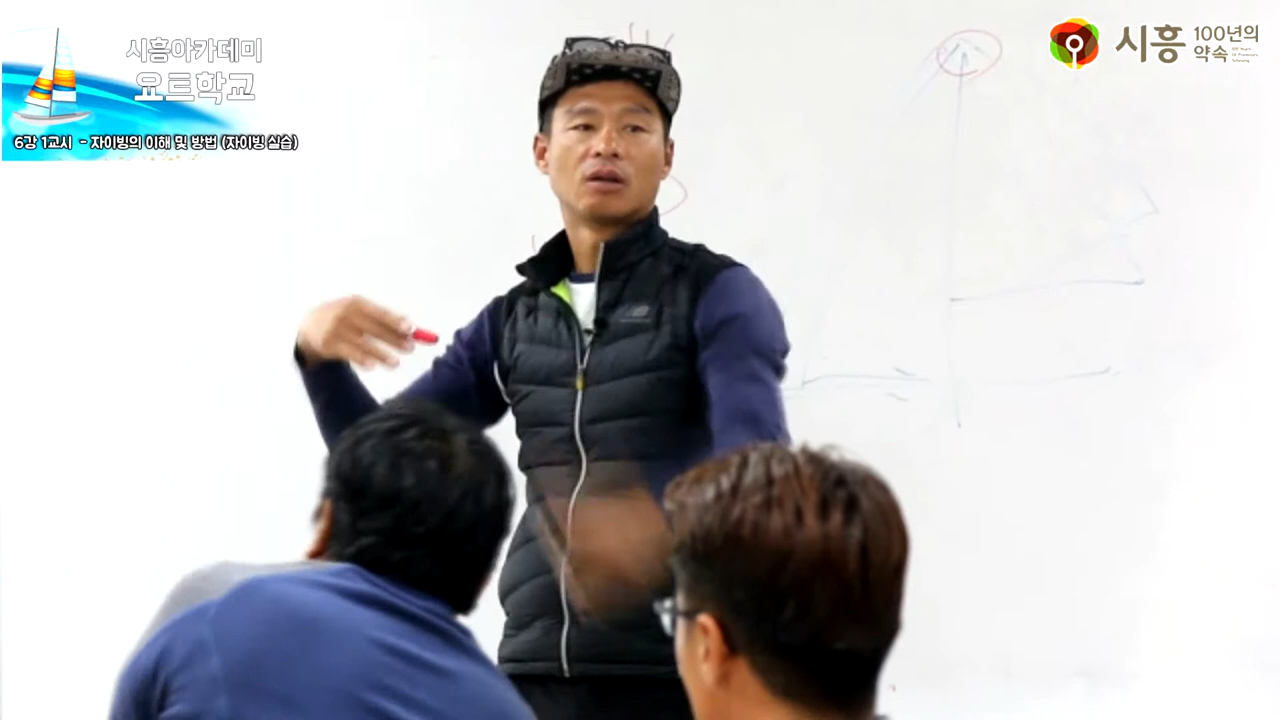 시흥아카데미
요트학교
6강 1교시 - 자이빙의 이해 및 방법 (자이빙 실습)
시흥 100년의
약속